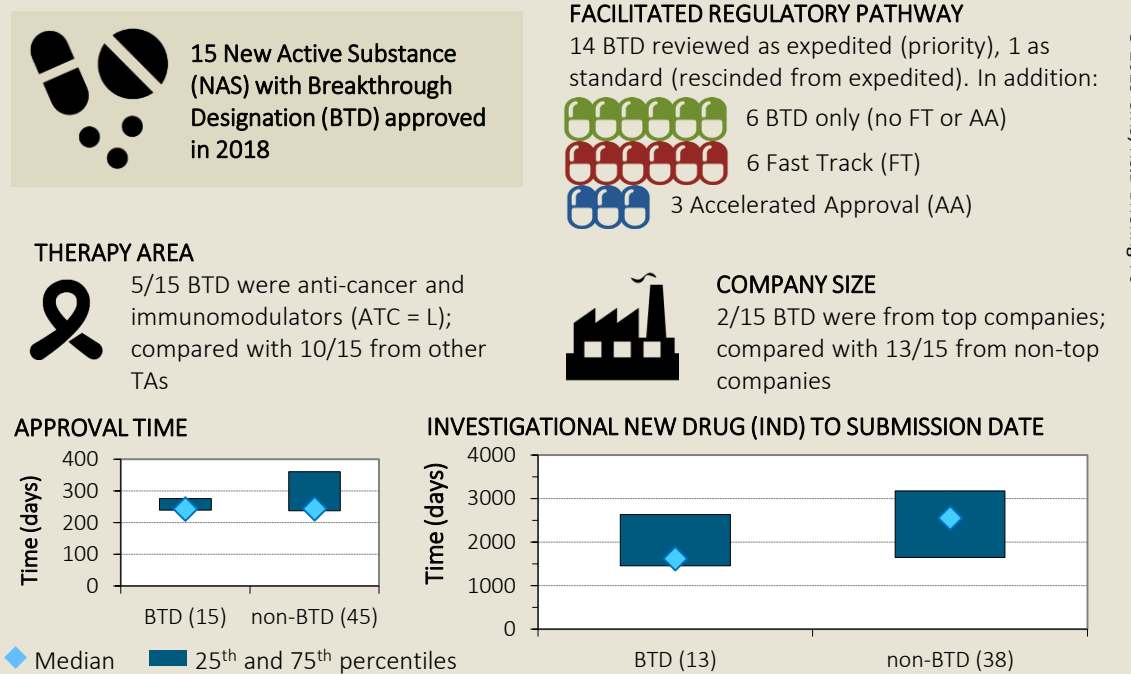 15 New Active Substance
(NAS) with Breakthrough
Designation (BTD) approved
in 2018
FACILITATED REGULATORY PATHWAY
14 BTD reviewed as expedited (priority), 1 as
standard (rescinded from expedited). In addition:
6 BTD only (no FT or AA)
6 Fast Track (FT)
3 Accelerated Approval (AA)
THERAPY AREA
5/15 BTD were anti-cancer and
immunomodulators (ATC = L);
compared with 10/15 from other
TAs
COMPANY SIZE
2/15 BTD were from top companies;
compared with 13/15 from non-top
companies
APPROVAL TIME
Time (days)
400
300
200
100
0
BTD (15)
non-BTD (45)
Median
25th and 75th percentiles
INVESTIGATIONAL NEW DRUG (IND) TO SUBMISSION DATE
Time (days)
4000
3000
2000
1000
0
BTD (13)
non-BTD (38)